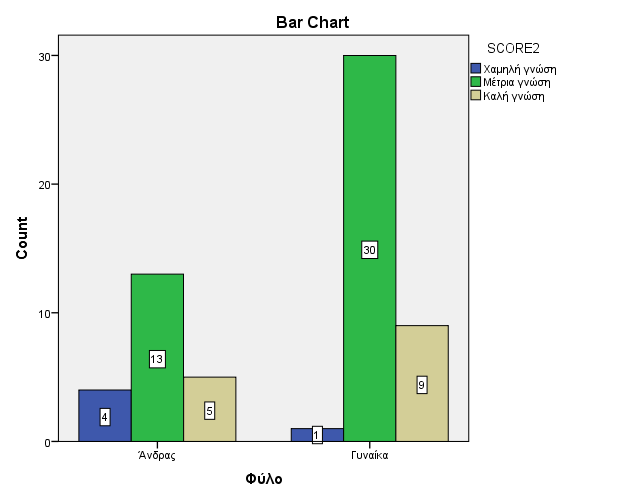 Bar Chart
SCORE2
Χαμηλή γνώση
Μέτρια γνώση
Καλή γνώση
Count
30
20
10
0
4
13
5
1
30
9
Άνδρας
Γυναίκα
Φύλο